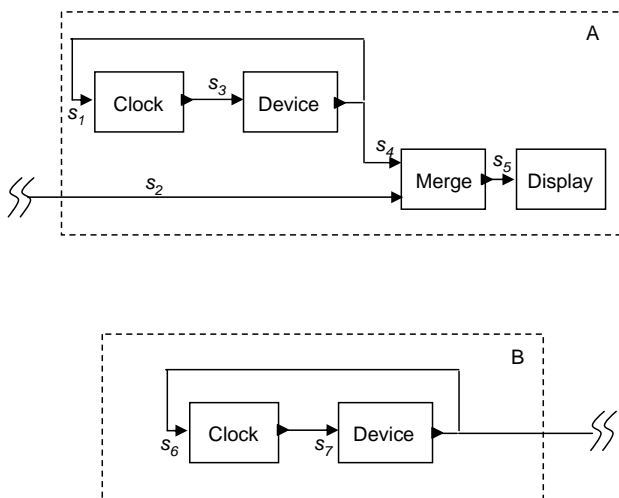 A
s₃
Clock
Device
s₁
s₄
s₅
Merge
Display
s₂
B
Clock
Device
s₆
s₇